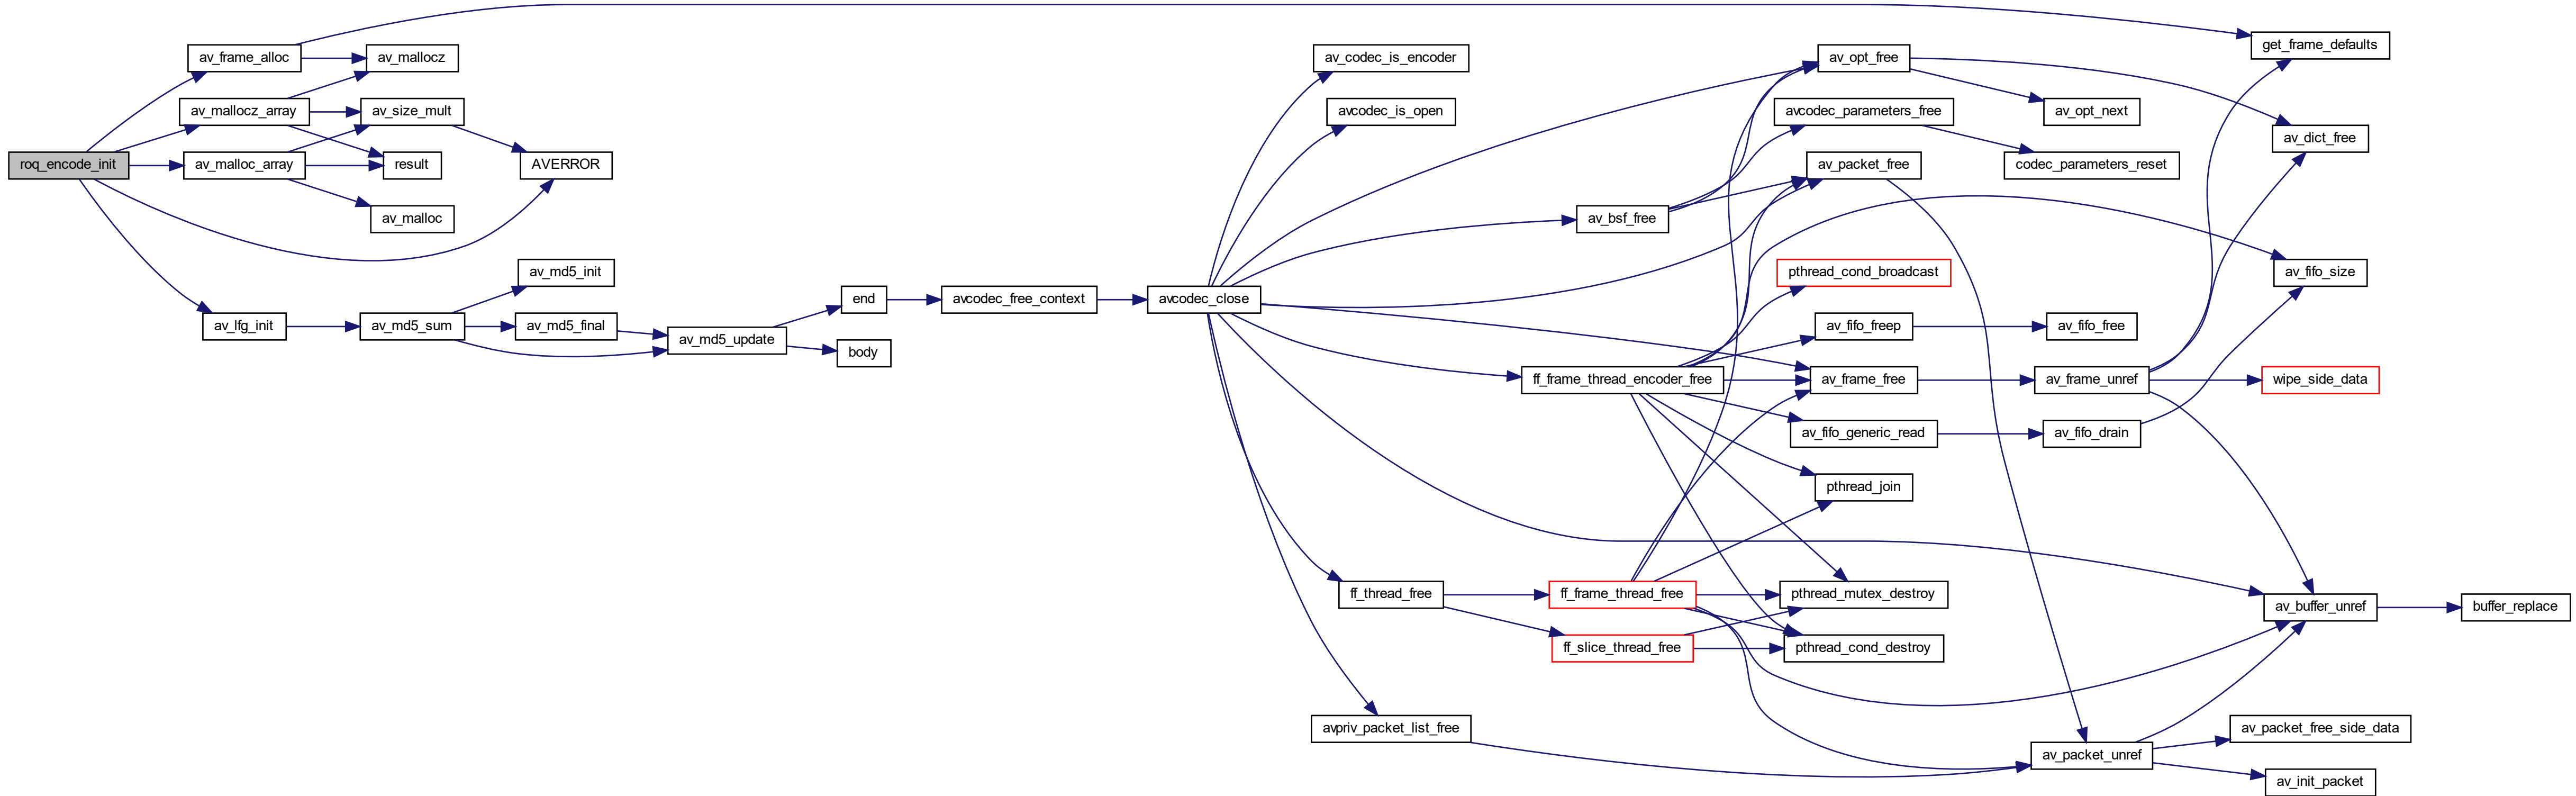 roq_encode_init
av_frame_alloc
av_mallocz_array
av_malloc_array
av_lfg_init
av_mallocz
av_size_mult
result
av_malloc
av_md5_sum
AVERROR
av_md5_init
av_md5_final
av_md5_update
end
body
avcodec_free_context
avcodec_close
av_codec_is_encoder
avcodec_is_open
ff_thread_free
avpriv_packet_list_free
av_bsf_free
ff_frame_thread_encoder_free
ff_frame_thread_free
ff_slice_thread_free
av_opt_free
avcodec_parameters_free
av_packet_free
pthread_cond_broadcast
av_fifo_freep
av_frame_free
av_fifo_generic_read
pthread_join
pthread_mutex_destroy
pthread_cond_destroy
av_opt_next
codec_parameters_reset
av_fifo_free
av_frame_unref
av_fifo_drain
av_packet_unref
get_frame_defaults
av_dict_free
av_fifo_size
wipe_side_data
av_buffer_unref
av_packet_free_side_data
av_init_packet
buffer_replace